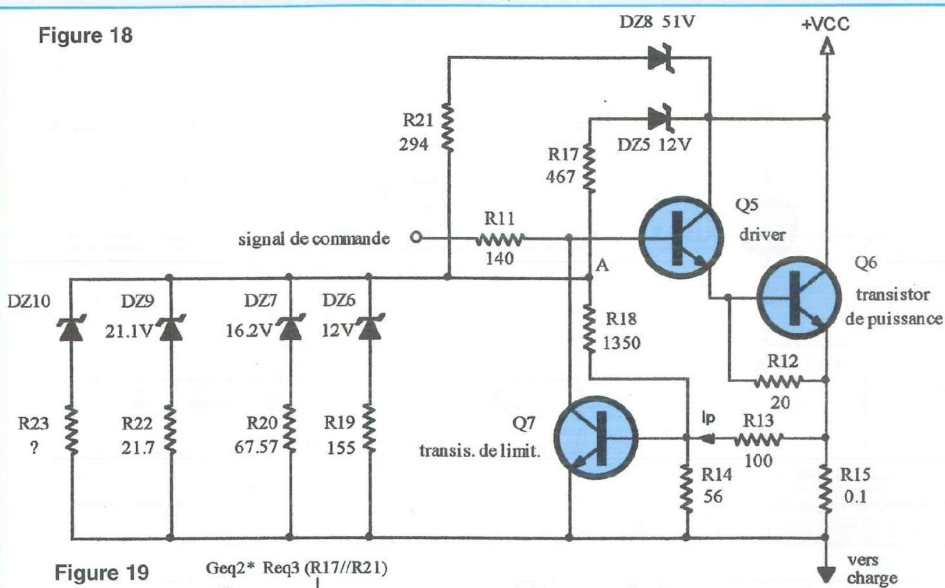 Figure 18
DZ8 51V
+VCC
R21
294
DZ5 12V
R17
467
Q5
driver
R11
140
signal de commande
A
Q6
transistor
de puissance
DZ10
DZ9
21.1V
DZ7
16.2V
DZ6
12V
R18
1350
R12
20
R23
?
R22
21.7
R20
67.57
R19
155
Q7
transis. de limit.
Ip
R13
100
R14
56
R15
0.1
vers
charge
Figure 19
Geq2* Req3 (R17//R21)